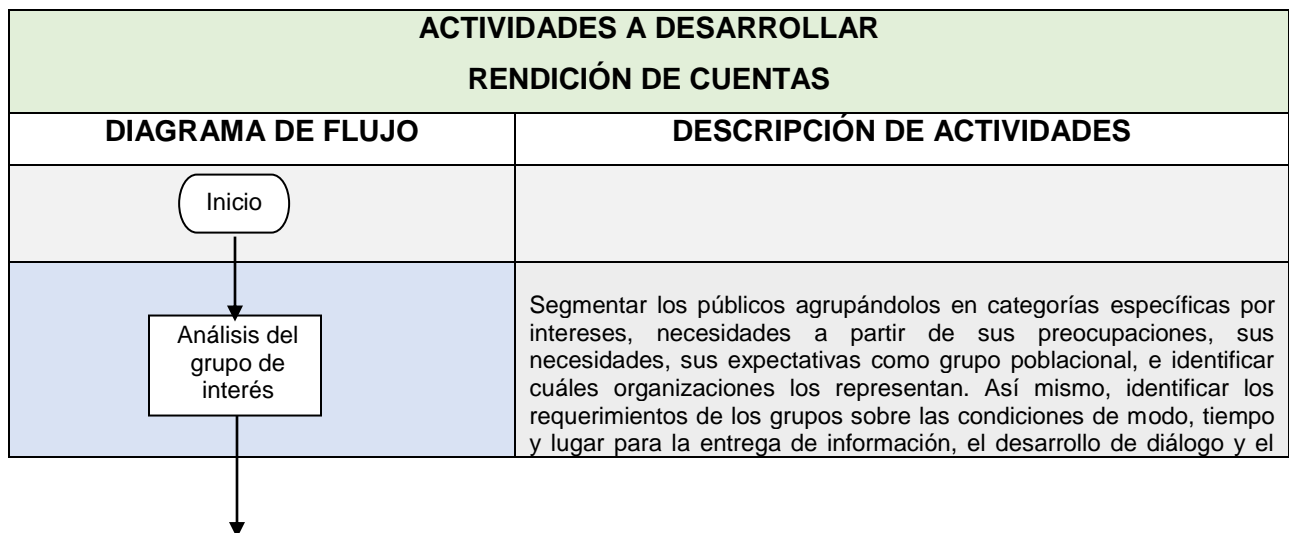 ACTIVIDADES A DESARROLLAR
RENDICIÓN DE CUENTAS
DIAGRAMA DE FLUJO
DESCRIPCIÓN DE ACTIVIDADES
Inicio
Análisis del
grupo de
interés
Segmentar los públicos agrupándolos en categorías específicas por
intereses, necesidades a partir de sus preocupaciones, sus
necesidades, sus expectativas como grupo poblacional, e identificar
cuáles organizaciones los representan. Así mismo, identificar los
requerimientos de los grupos sobre las condiciones de modo, tiempo
y lugar para la entrega de información, el desarrollo de diálogo y el